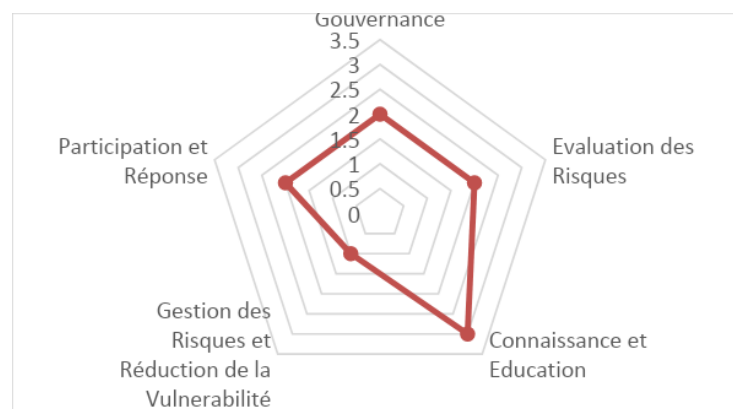 Gouvernance
3.5
3
2.5
2
1.5
1
0.5
0
Evaluation des
Risques
Connaissance et
Education
Gestion des
Risques et
Réduction de la
Vulnerabilité
Participation et
Réponse